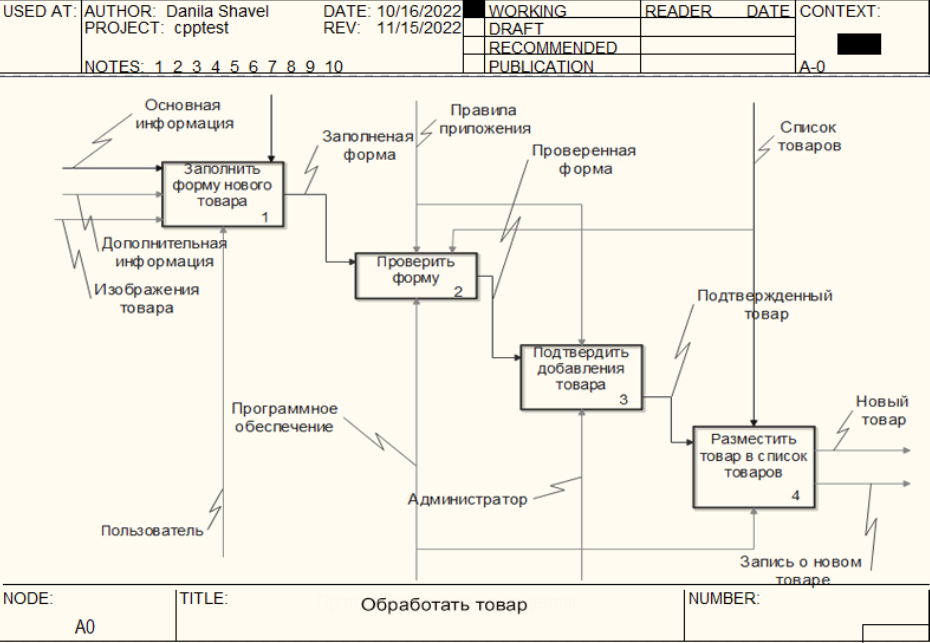 USED AT:
AUTHOR: Danila Shavel
DATE: 10/16/2022
WORKING
READER
DATE
CONTEXT:
PROJECT: cpptest
REV: 11/15/2022
DRAFT
RECOMMENDED
NOTES: 1 2 3 4 5 6 7 8 9 10
PUBLICATION
A-0
Основная
информация
Заполненая
форма
Правила
приложения
Проверенная
форма
Список
товаров
Заполнить
форму нового
товара
1
Дополнительная
информация
Изображения
товара
Проверить
форму
2
Подтвержденный
товар
Подтвердить
добавления
товара
3
Программное
обеспечение
Новый
товар
Разместить
товар в список
товаров
4
Администратор
Пользователь
Запись о новом
товаре
NODE:
TITLE:
Обработать товар
NUMBER:
A0